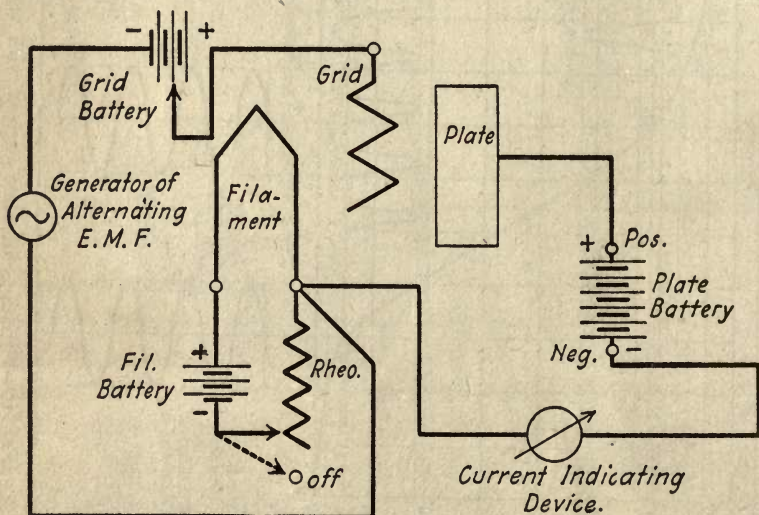 - +
Grid
Battery
Grid
Plate
Generator of
Alternating
E. M. F.
Fila-
ment
+ Pos.
Plate
Battery
Neg. -
+
Fil.
Battery
-
Rheo.
off
Current Indicating
Device.